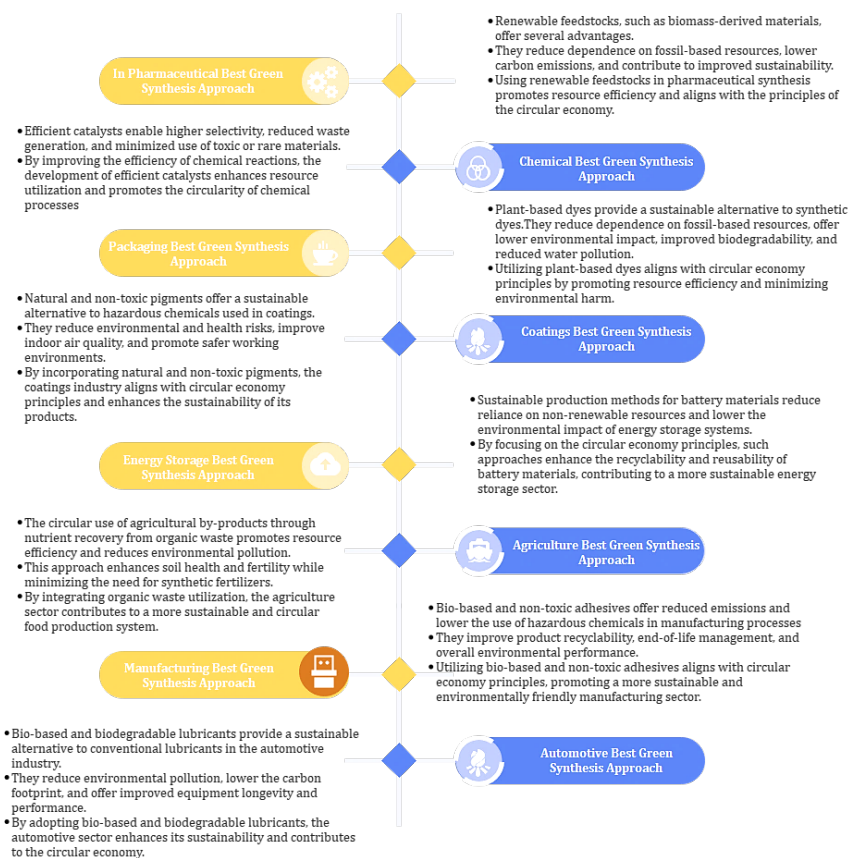 In Pharmaceutical Best Green
Synthesis Approach
• Renewable feedstocks, such as biomass-derived materials,
offer several advantages.
• They reduce dependence on fossil-based resources, lower
carbon emissions, and contribute to improved sustainability.
• Using renewable feedstocks in pharmaceutical synthesis
promotes resource efficiency and aligns with the principles of
the circular economy.
• Efficient catalysts enable higher selectivity, reduced waste
generation, and minimized use of toxic or rare materials.
• By improving the efficiency of chemical reactions, the
development of efficient catalysts enhances resource
utilization and promotes the circularity of chemical
processes
Chemical Best Green Synthesis
Approach
Packaging Best Green Synthesis
Approach
• Plant-based dyes provide a sustainable alternative to synthetic
dyes.They reduce dependence on fossil-based resources, offer
lower environmental impact, improved biodegradability, and
reduced water pollution.
• Utilizing plant-based dyes aligns with circular economy
principles by promoting resource efficiency and minimizing
environmental harm.
• Natural and non-toxic pigments offer a sustainable
alternative to hazardous chemicals used in coatings.
• They reduce environmental and health risks, improve
indoor air quality, and promote safer working
environments.
• By incorporating natural and non-toxic pigments, the
coatings industry aligns with circular economy
principles and enhances the sustainability of its
products.
Coatings Best Green Synthesis
Approach
Energy Storage Best Green
Synthesis Approach
• Sustainable production methods for battery materials reduce
reliance on non-renewable resources and lower the
environmental impact of energy storage systems.
• By focusing on the circular economy principles, such
approaches enhance the recyclability and reusability of
battery materials, contributing to a more sustainable energy
storage sector.
• The circular use of agricultural by-products through
nutrient recovery from organic waste promotes resource
efficiency and reduces environmental pollution.
• This approach enhances soil health and fertility while
minimizing the need for synthetic fertilizers.
• By integrating organic waste utilization, the agriculture
sector contributes to a more sustainable and circular
food production system.
Agriculture Best Green Synthesis
Approach
Manufacturing Best Green
Synthesis Approach
• Bio-based and non-toxic adhesives offer reduced emissions and
lower the use of hazardous chemicals in manufacturing processes
• They improve product recyclability, end-of-life management, and
overall environmental performance.
• Utilizing bio-based and non-toxic adhesives aligns with circular
economy principles, promoting a more sustainable and
environmentally friendly manufacturing sector.
• Bio-based and biodegradable lubricants provide a sustainable
alternative to conventional lubricants in the automotive
industry.
• They reduce environmental pollution, lower the carbon
footprint, and offer improved equipment longevity and
performance.
• By adopting bio-based and biodegradable lubricants, the
automotive sector enhances its sustainability and contributes
to the circular economy.
Automotive Best Green
Synthesis Approach